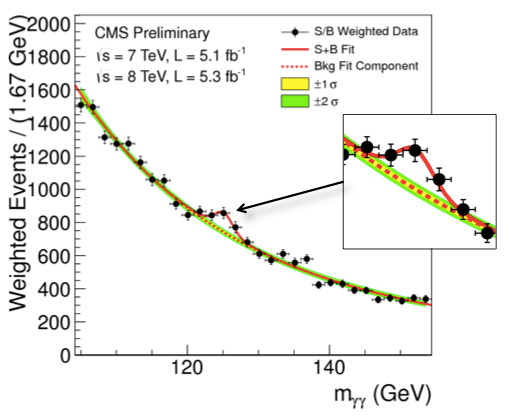 CMS Preliminary
√s = 7 TeV, L = 5.1 fb⁻¹
√s = 8 TeV, L = 5.3 fb⁻¹
S/B Weighted Data
S+B Fit
Bkg Fit Component
±1 σ
±2 σ
Weighted Events / (1.67 GeV)
2000
1800
1600
1400
1200
1000
800
600
400
200
0
120
140
mγγ (GeV)